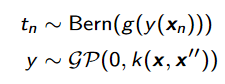 tₙ ∼ Bern(g(y(𝒙ₙ)))
y ∼ 𝒢𝒫(0, k(𝒙, 𝒙′′))